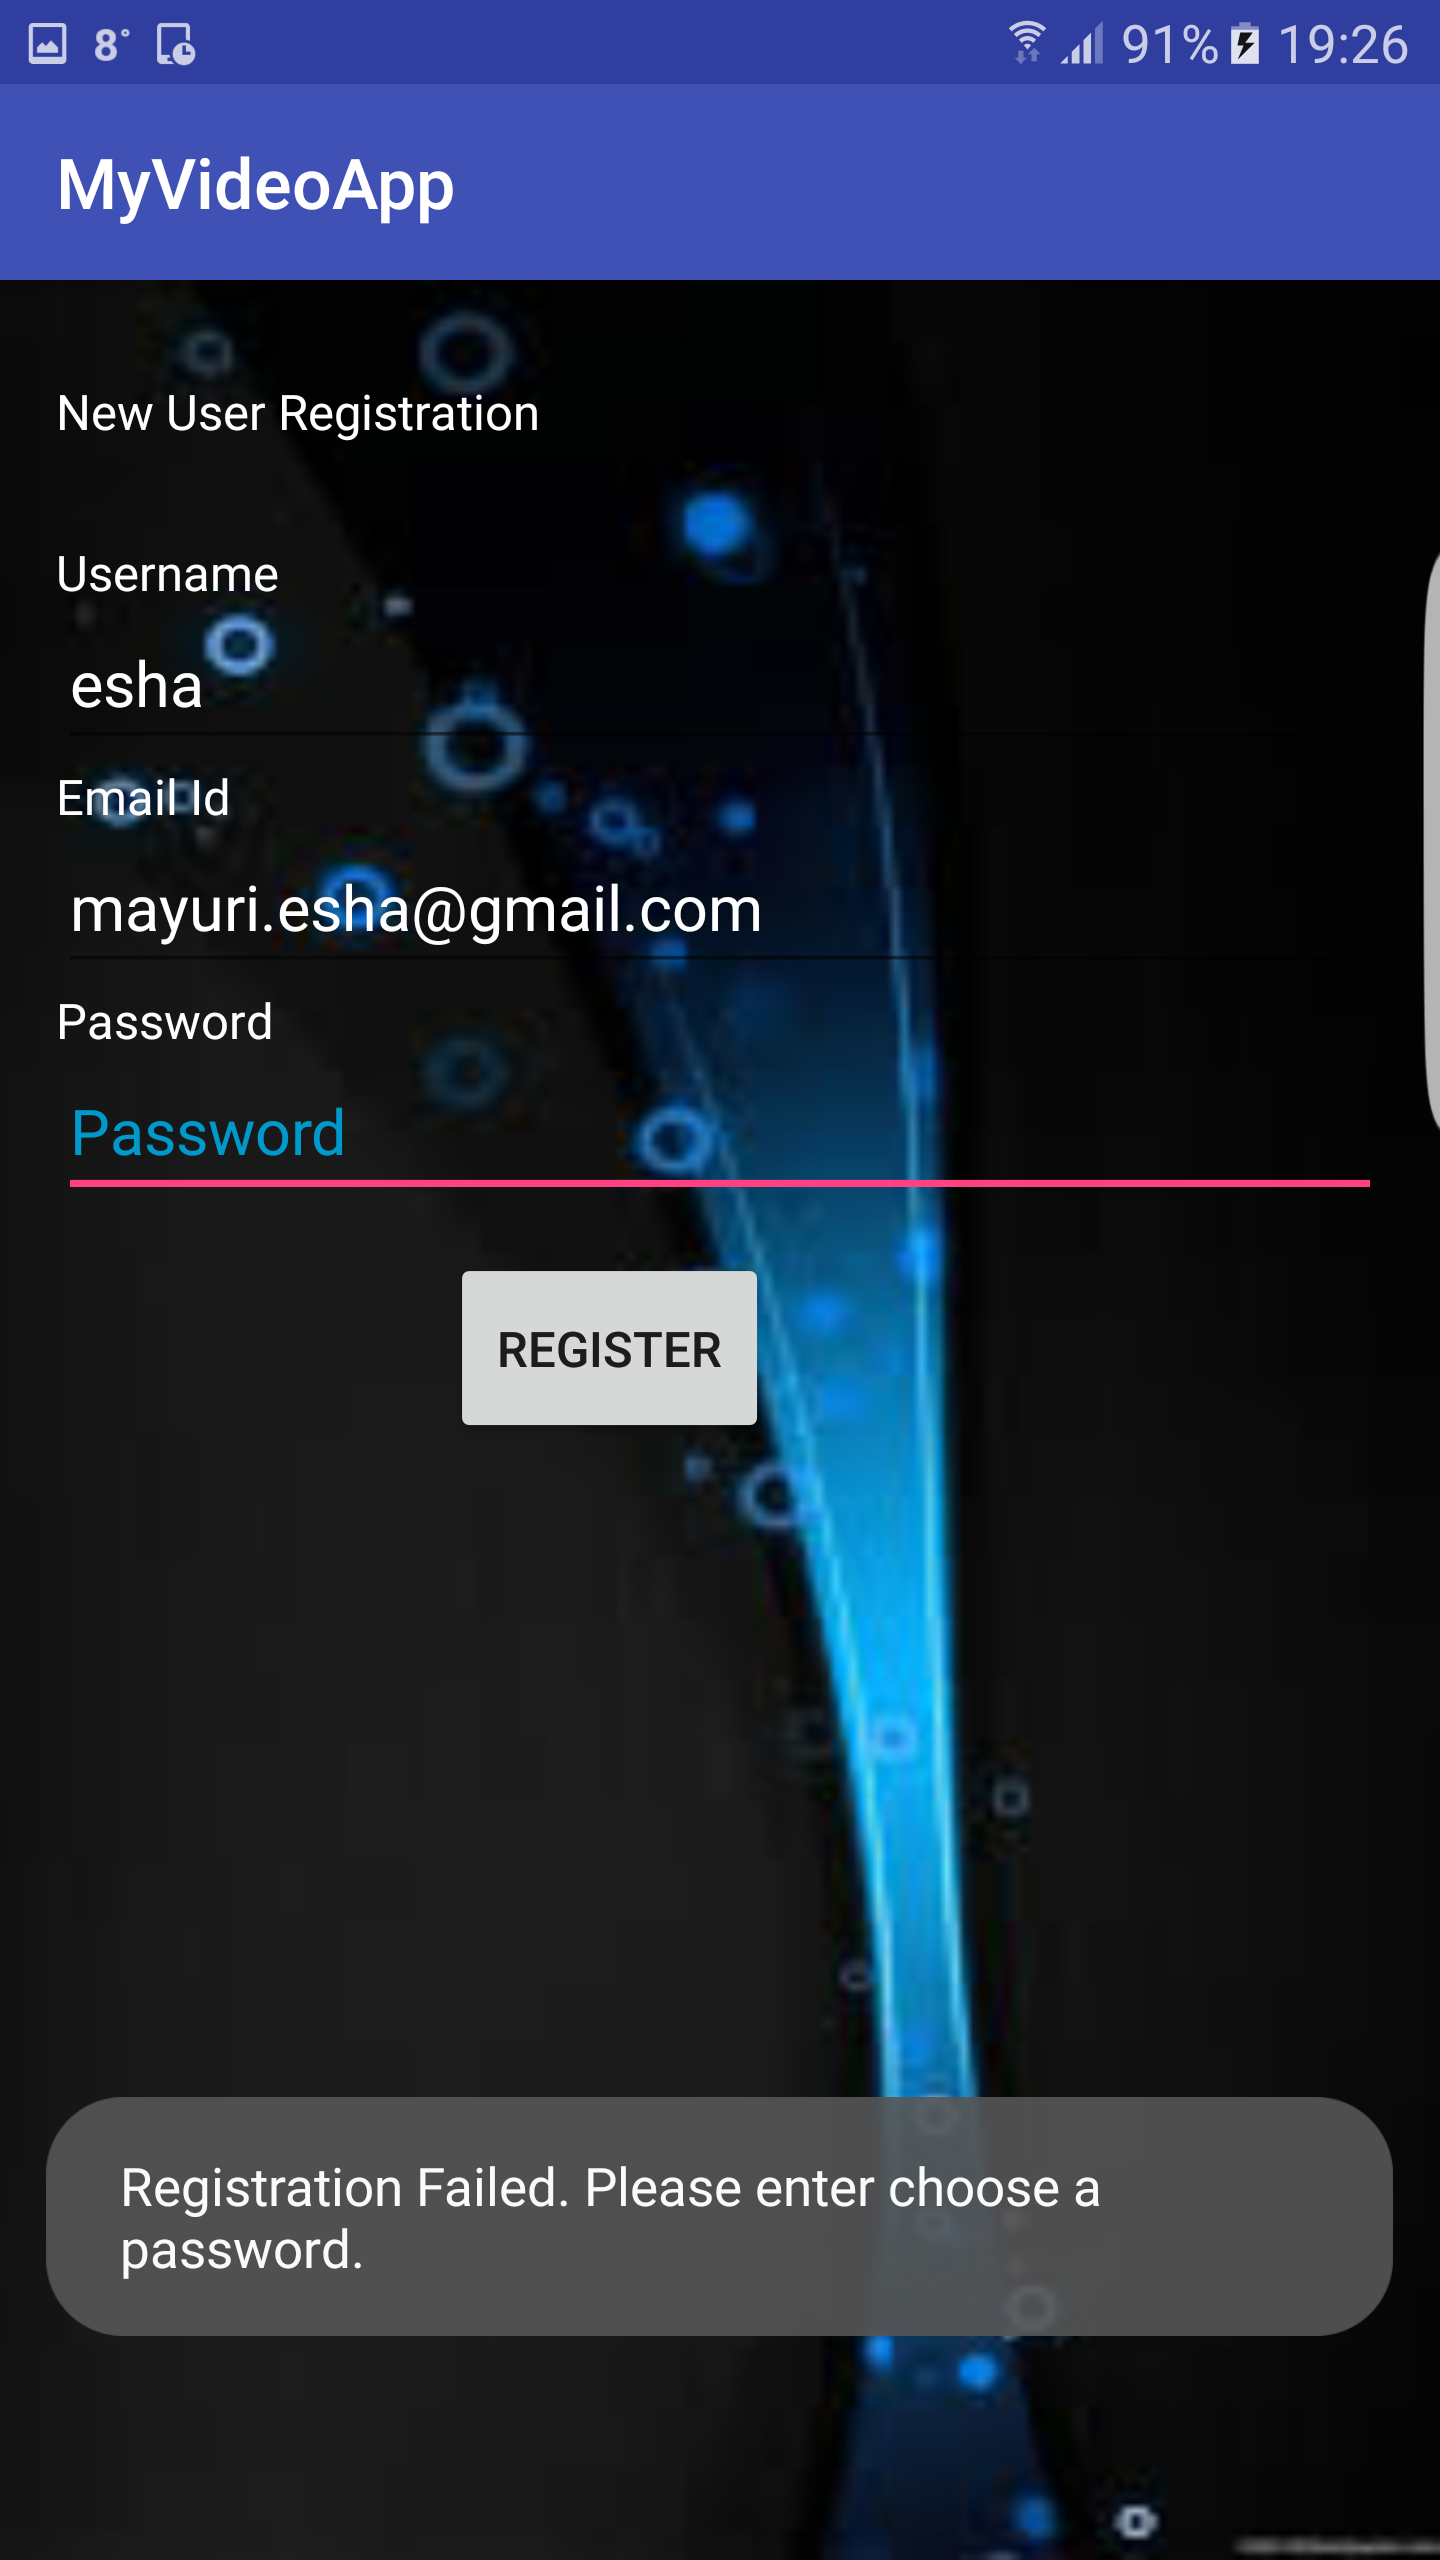 8° 91% 19:26
MyVideoApp
New User Registration
Username
esha
Email Id
mayuri.esha@gmail.com
Password
Password
REGISTER
Registration Failed. Please enter choose a
password.